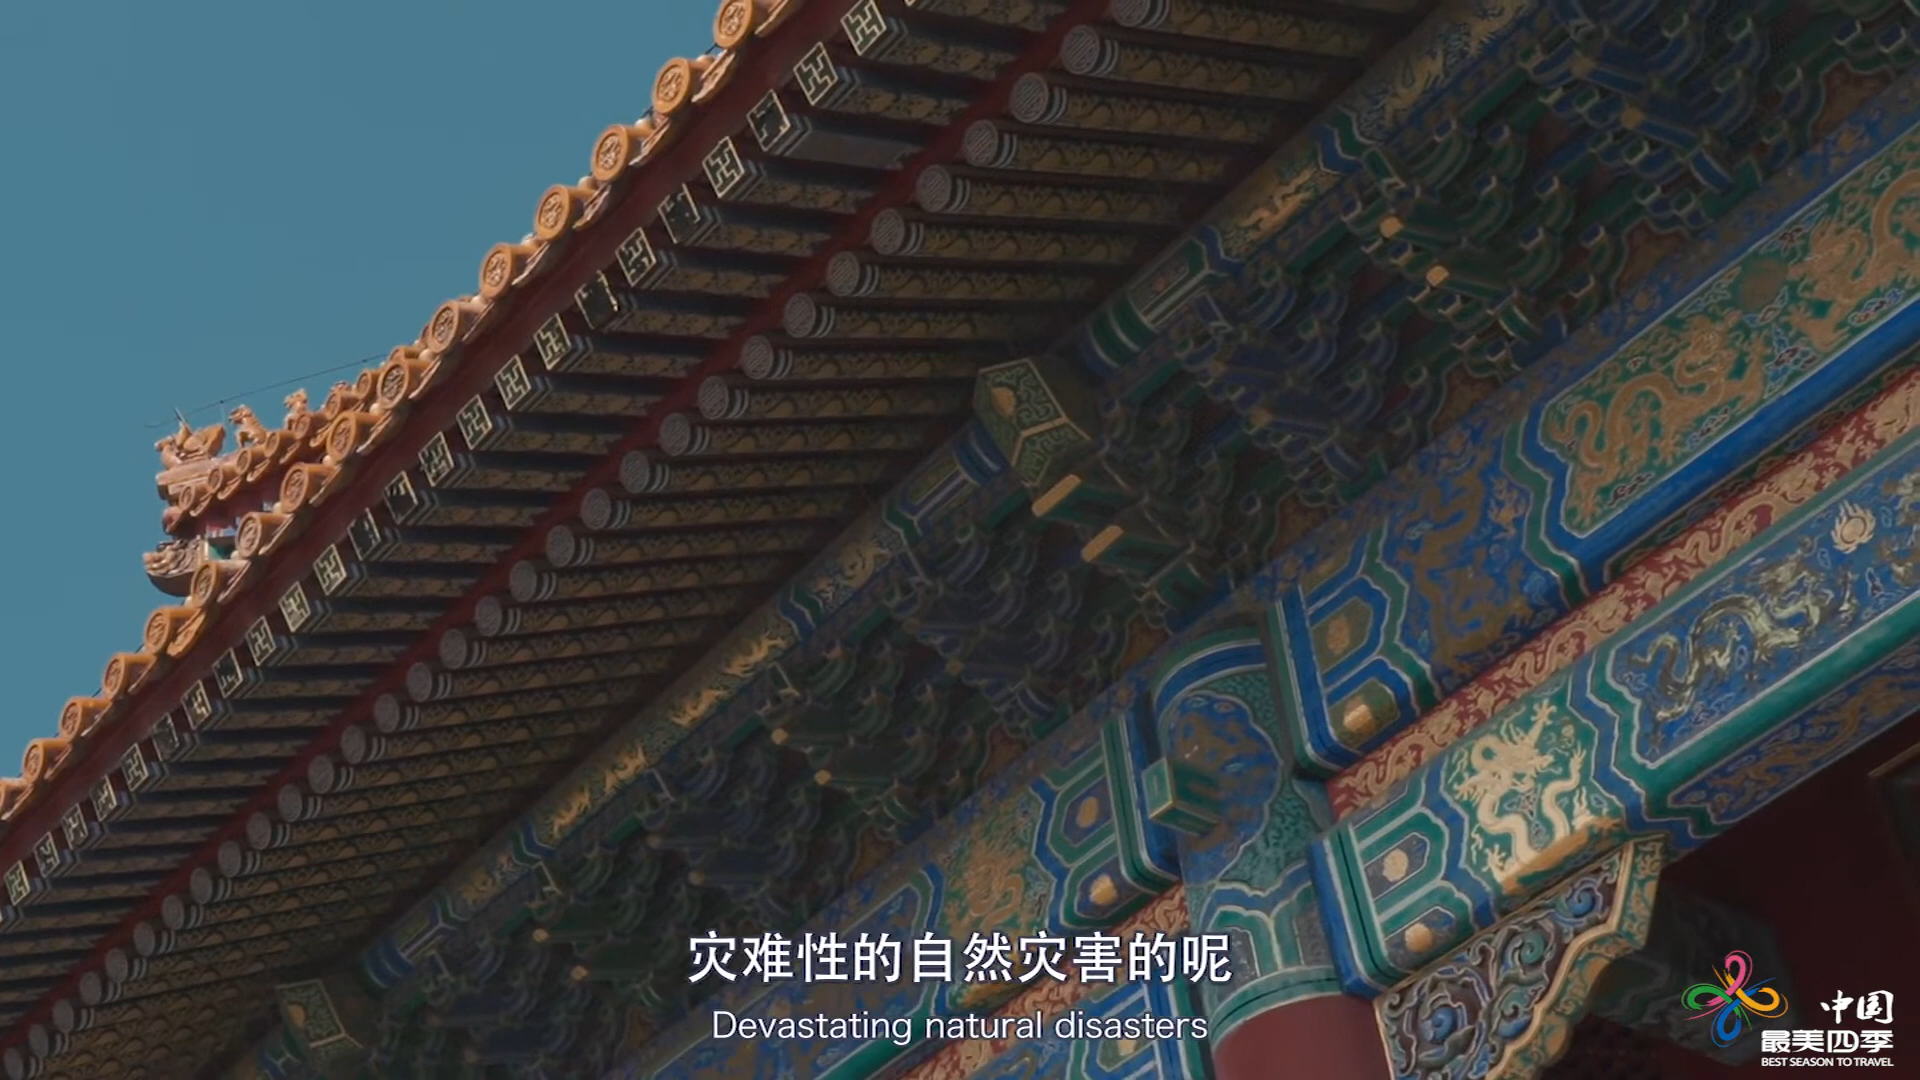 灾难性的自然灾害的呢
Devastating natural disasters
中国
最美四季
BEST SEASON TO TRAVEL